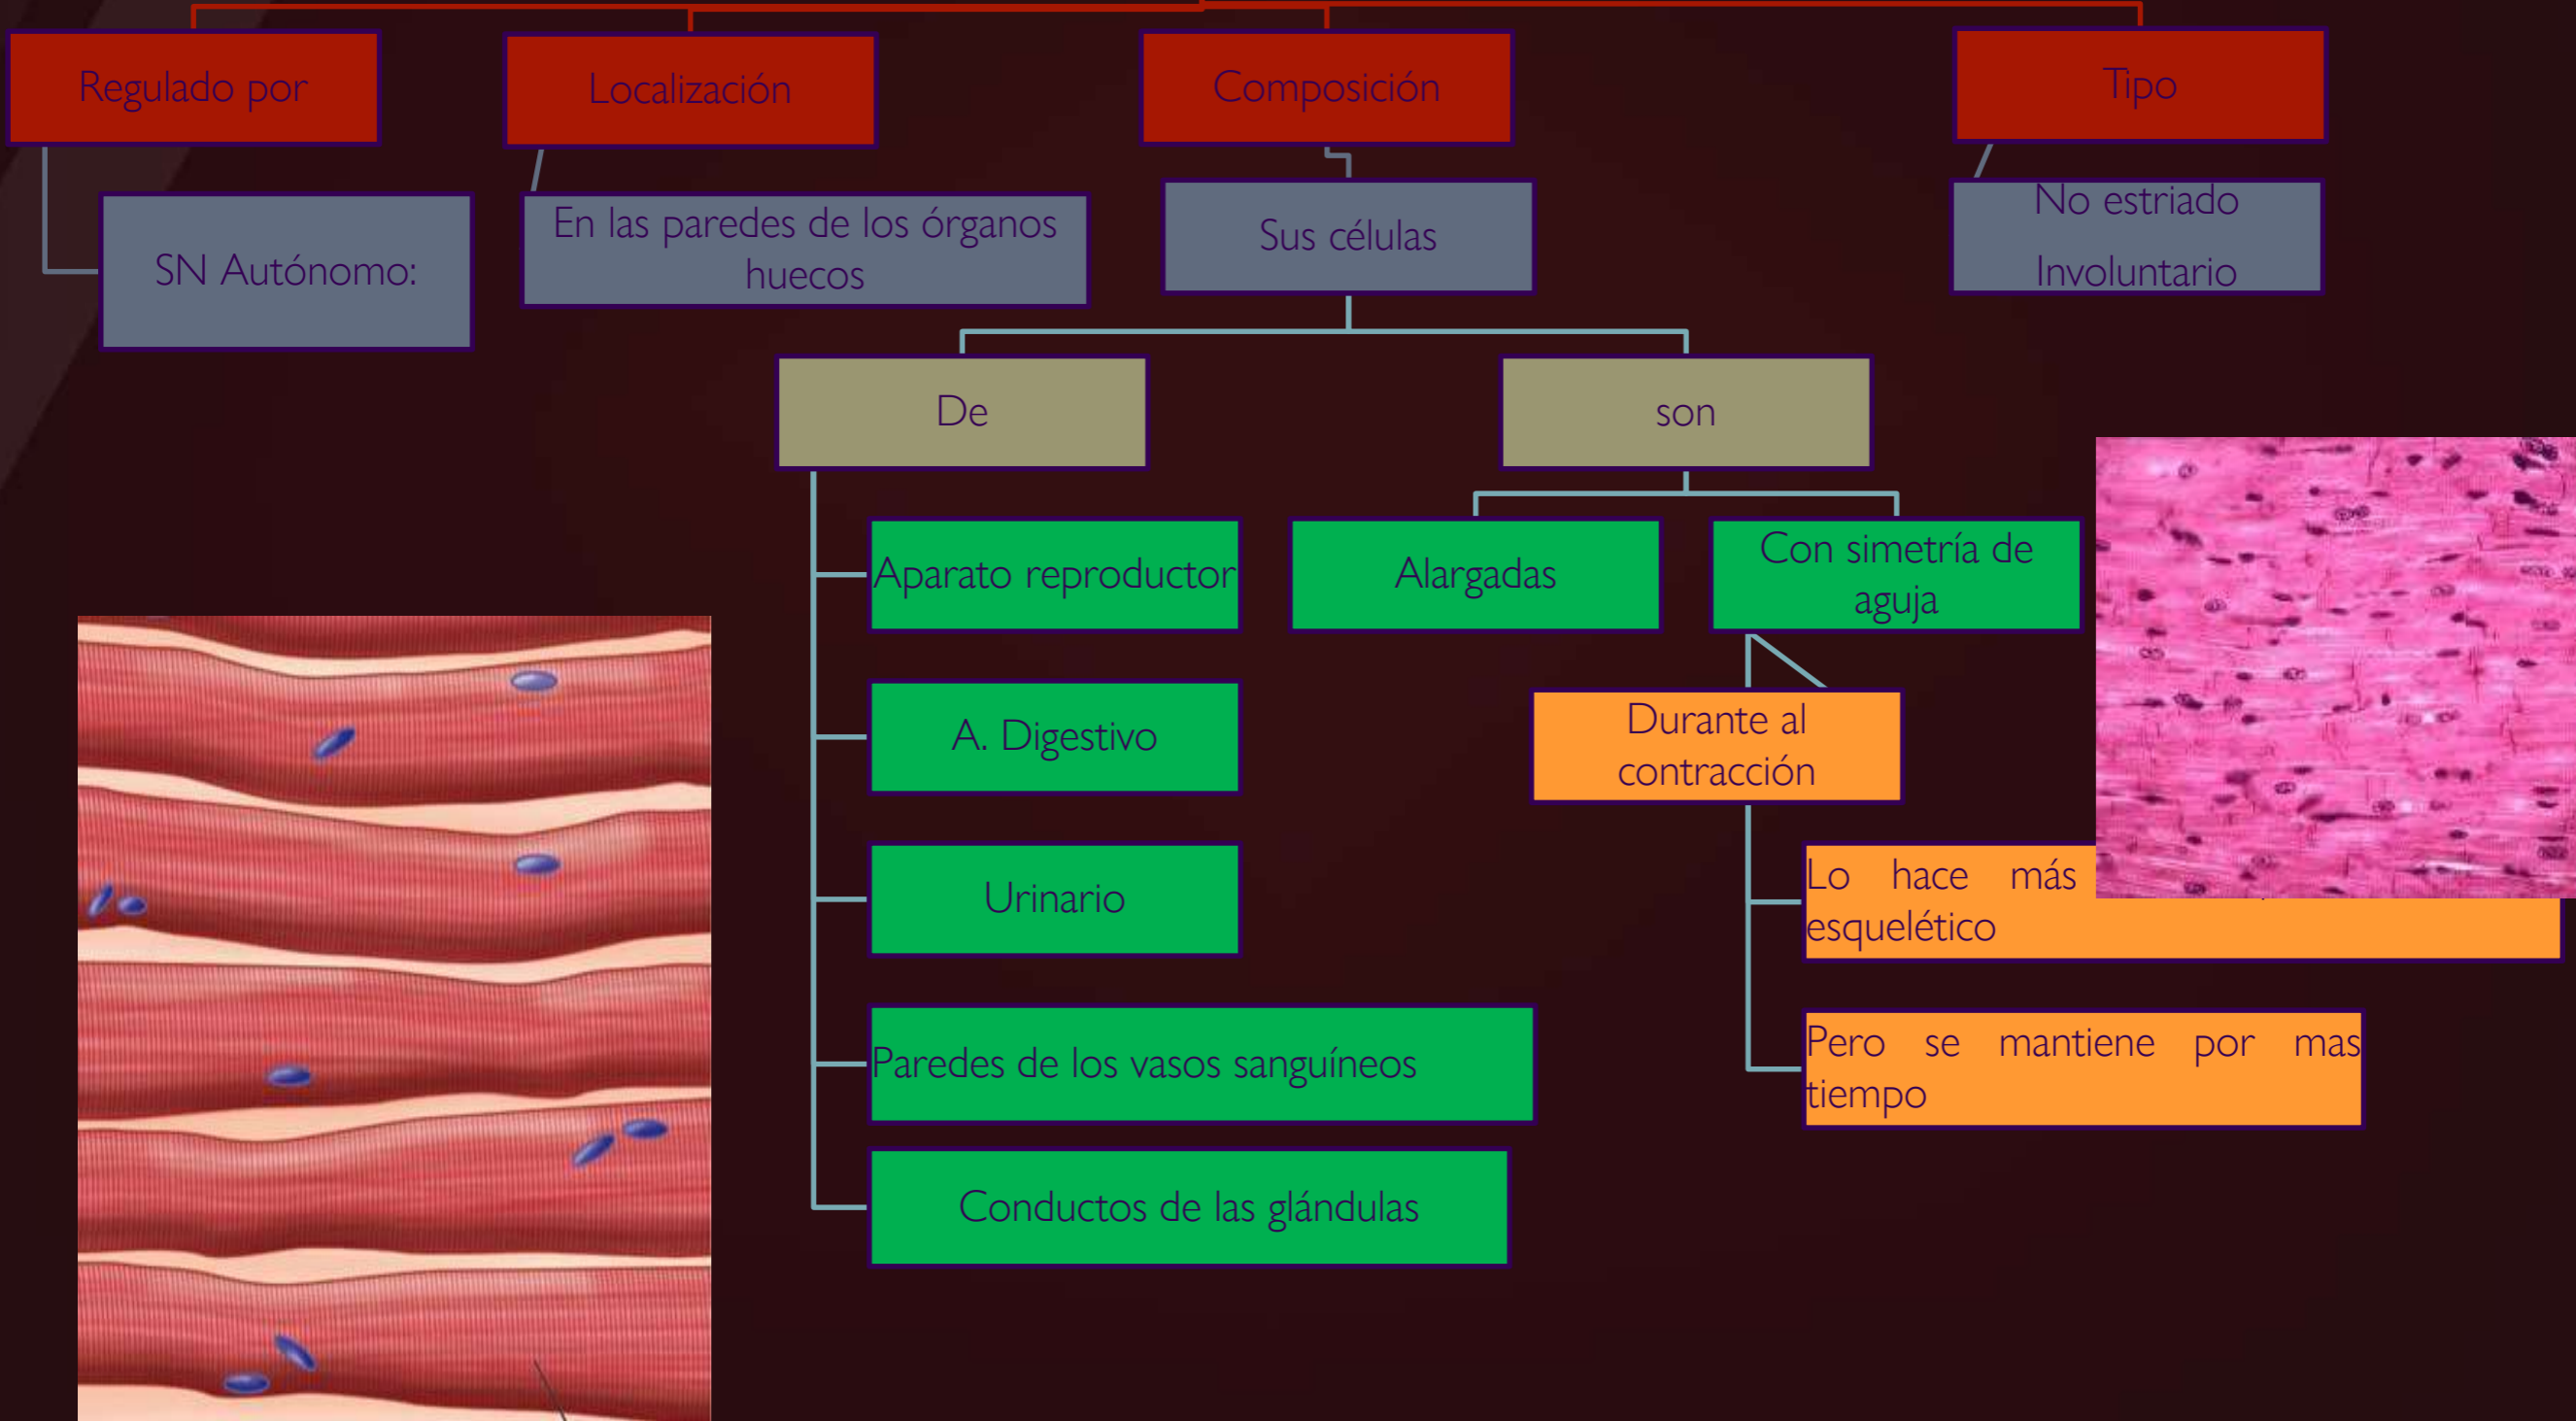 Regulado por
Localización
Composición
Tipo
SN Autónomo:
En las paredes de los órganos
huecos
Sus células
No estriado
Involuntario
De
son
Aparato reproductor
A. Digestivo
Urinario
Paredes de los vasos sanguíneos
Conductos de las glándulas
Alargadas
Con simetría de
aguja
Durante al
contracción
Lo hace más
esquelético
Pero se mantiene por mas
tiempo